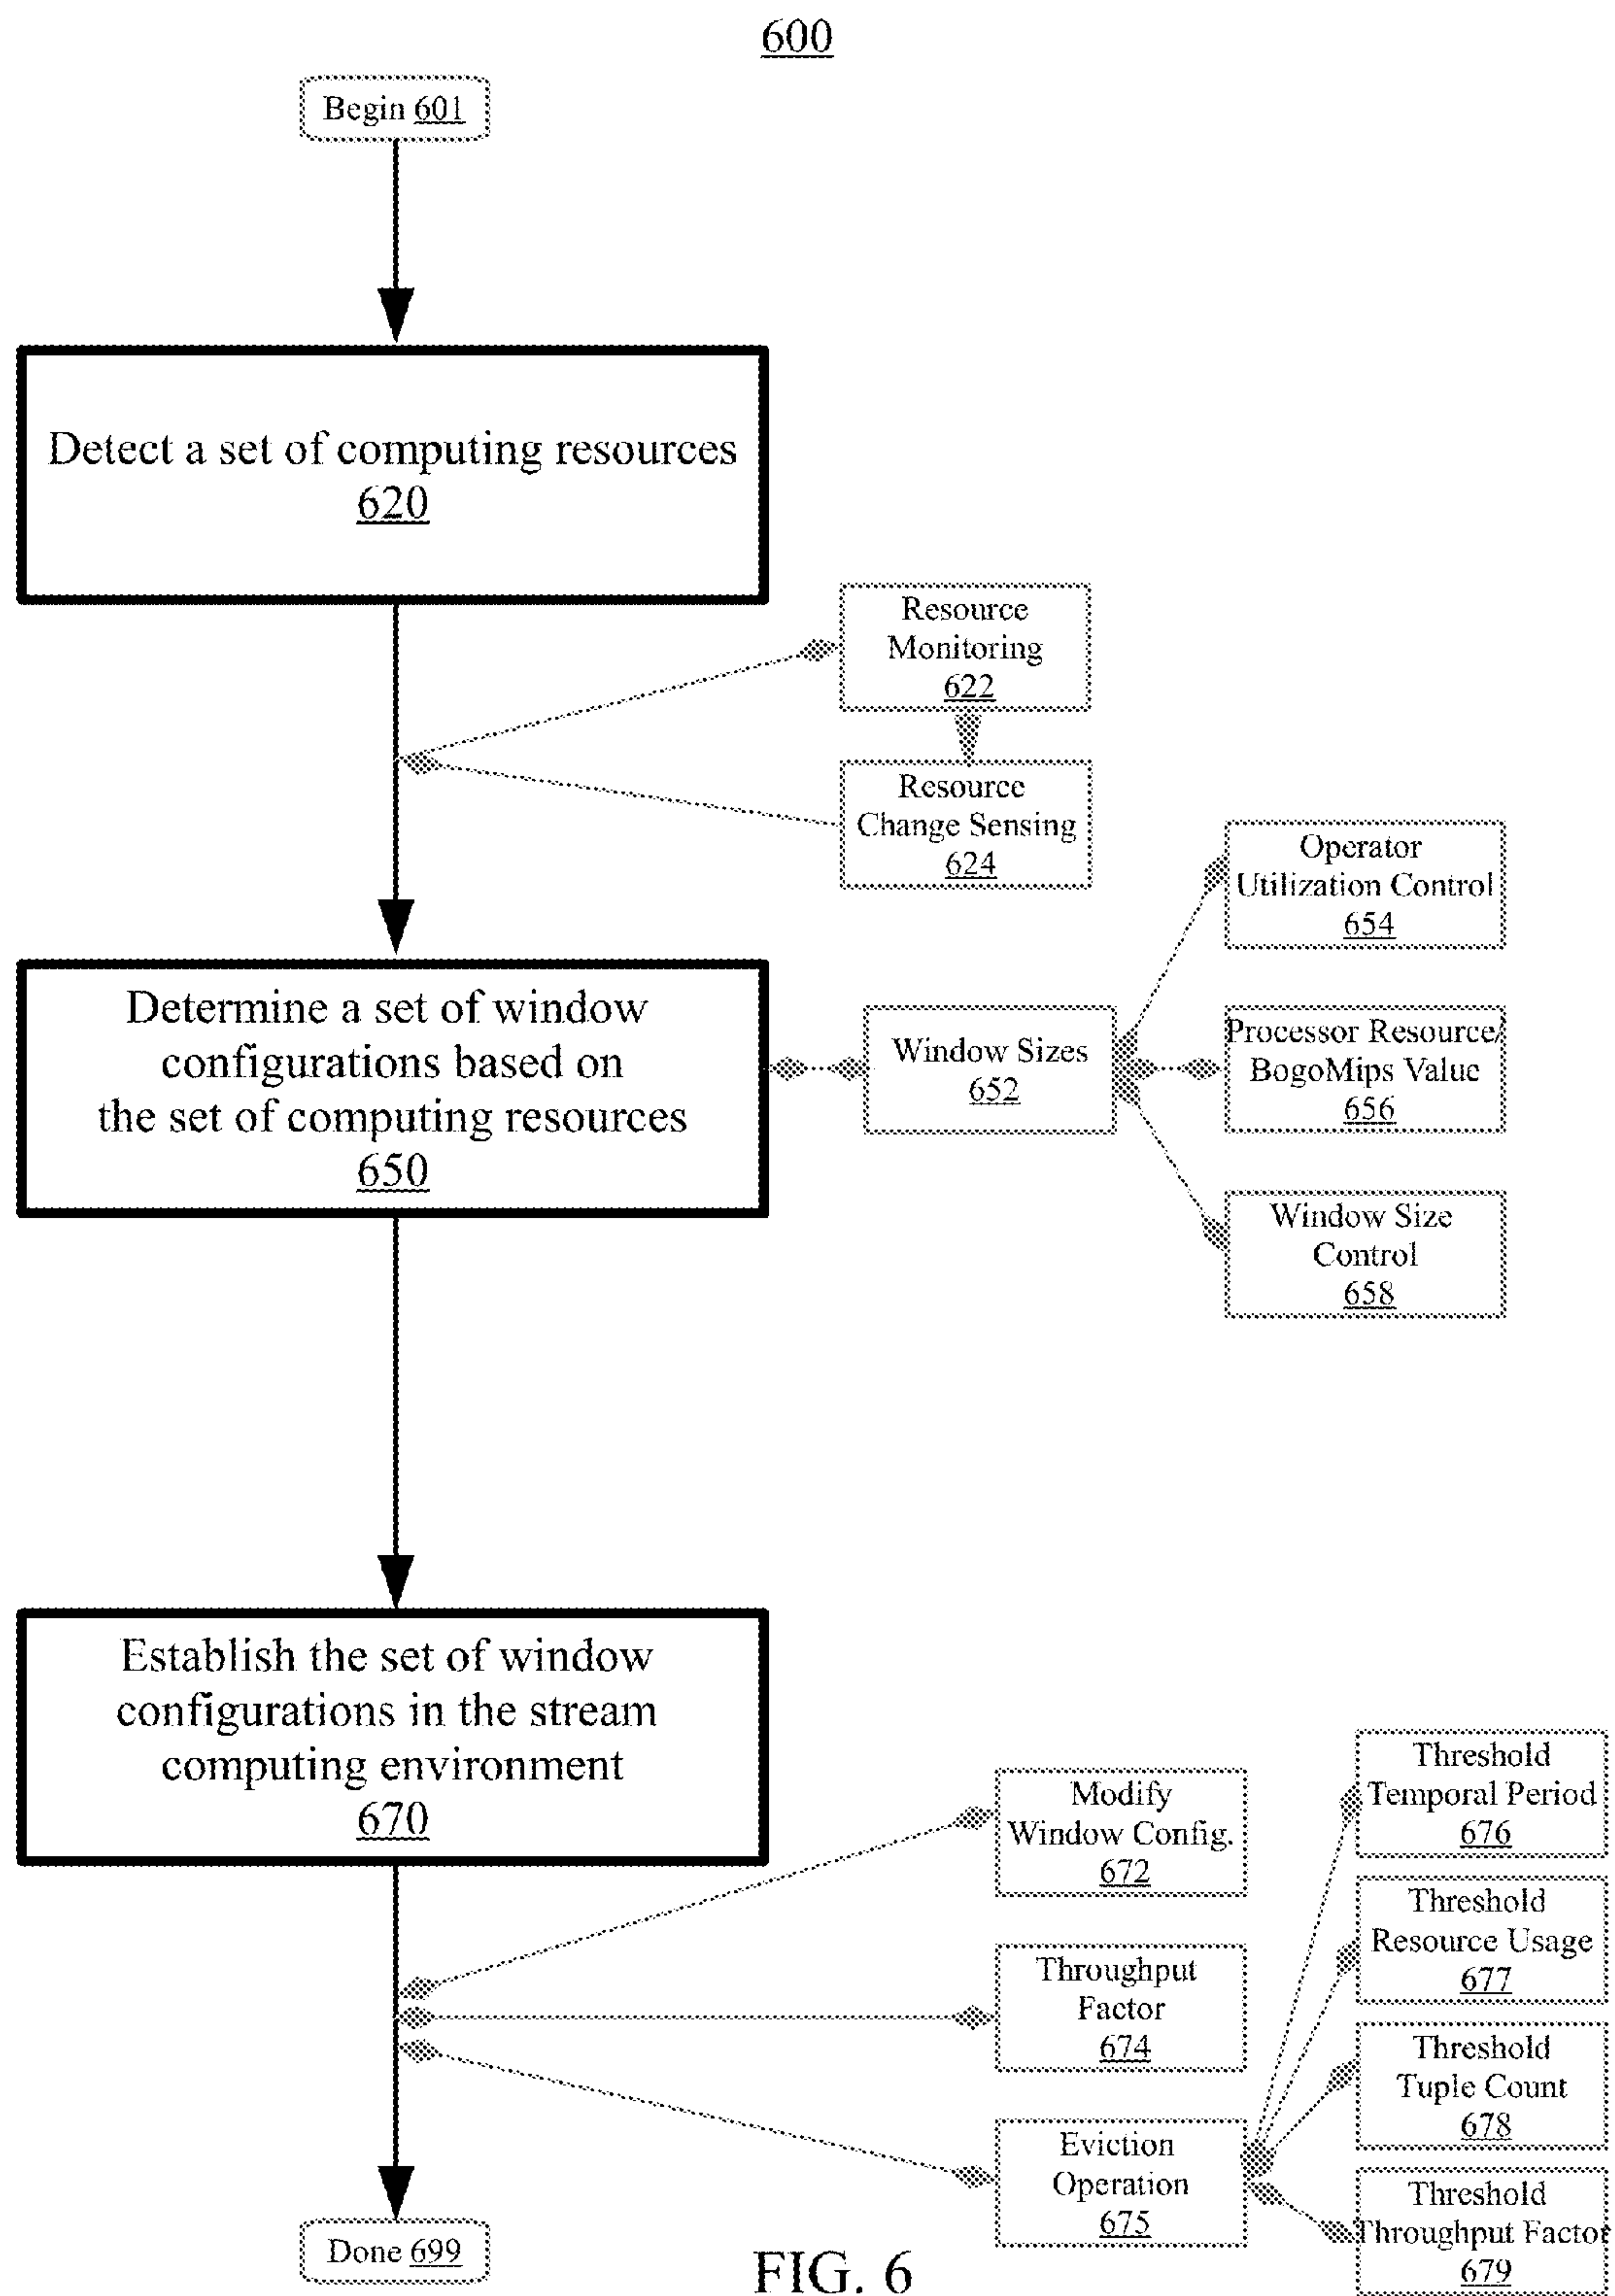 600
Begin 601
Detect a set of computing resources
620
Resource
Monitoring
622
Resource
Change Sensing
624
Determine a set of window
configurations based on
the set of computing resources
650
Window Sizes
652
Operator
Utilization Control
654
Processor Resource/
BogoMips Value
656
Window Size
Control
658
Establish the set of window
configurations in the stream
computing environment
670
Modify
Window Config.
672
Throughput
Factor
674
Eviction
Operation
675
Threshold
Temporal Period
676
Threshold
Resource Usage
677
Threshold
Tuple Count
678
Threshold
Throughput Factor
679
Done 699
FIG. 6